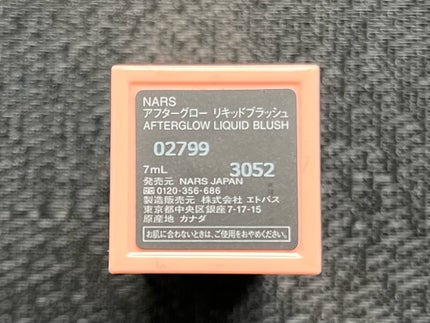 NARS
アフターグロー リキッドブラッシュ
AFTERGLOW LIQUID BLUSH
02799
7mL 3052
発売元 NARS JAPAN
0120-356-686
製造販売元 株式会社 エトバス
東京都中央区銀座7-17-15
原産地 カナダ
お肌に合わないときは、ご使用をおやめください。